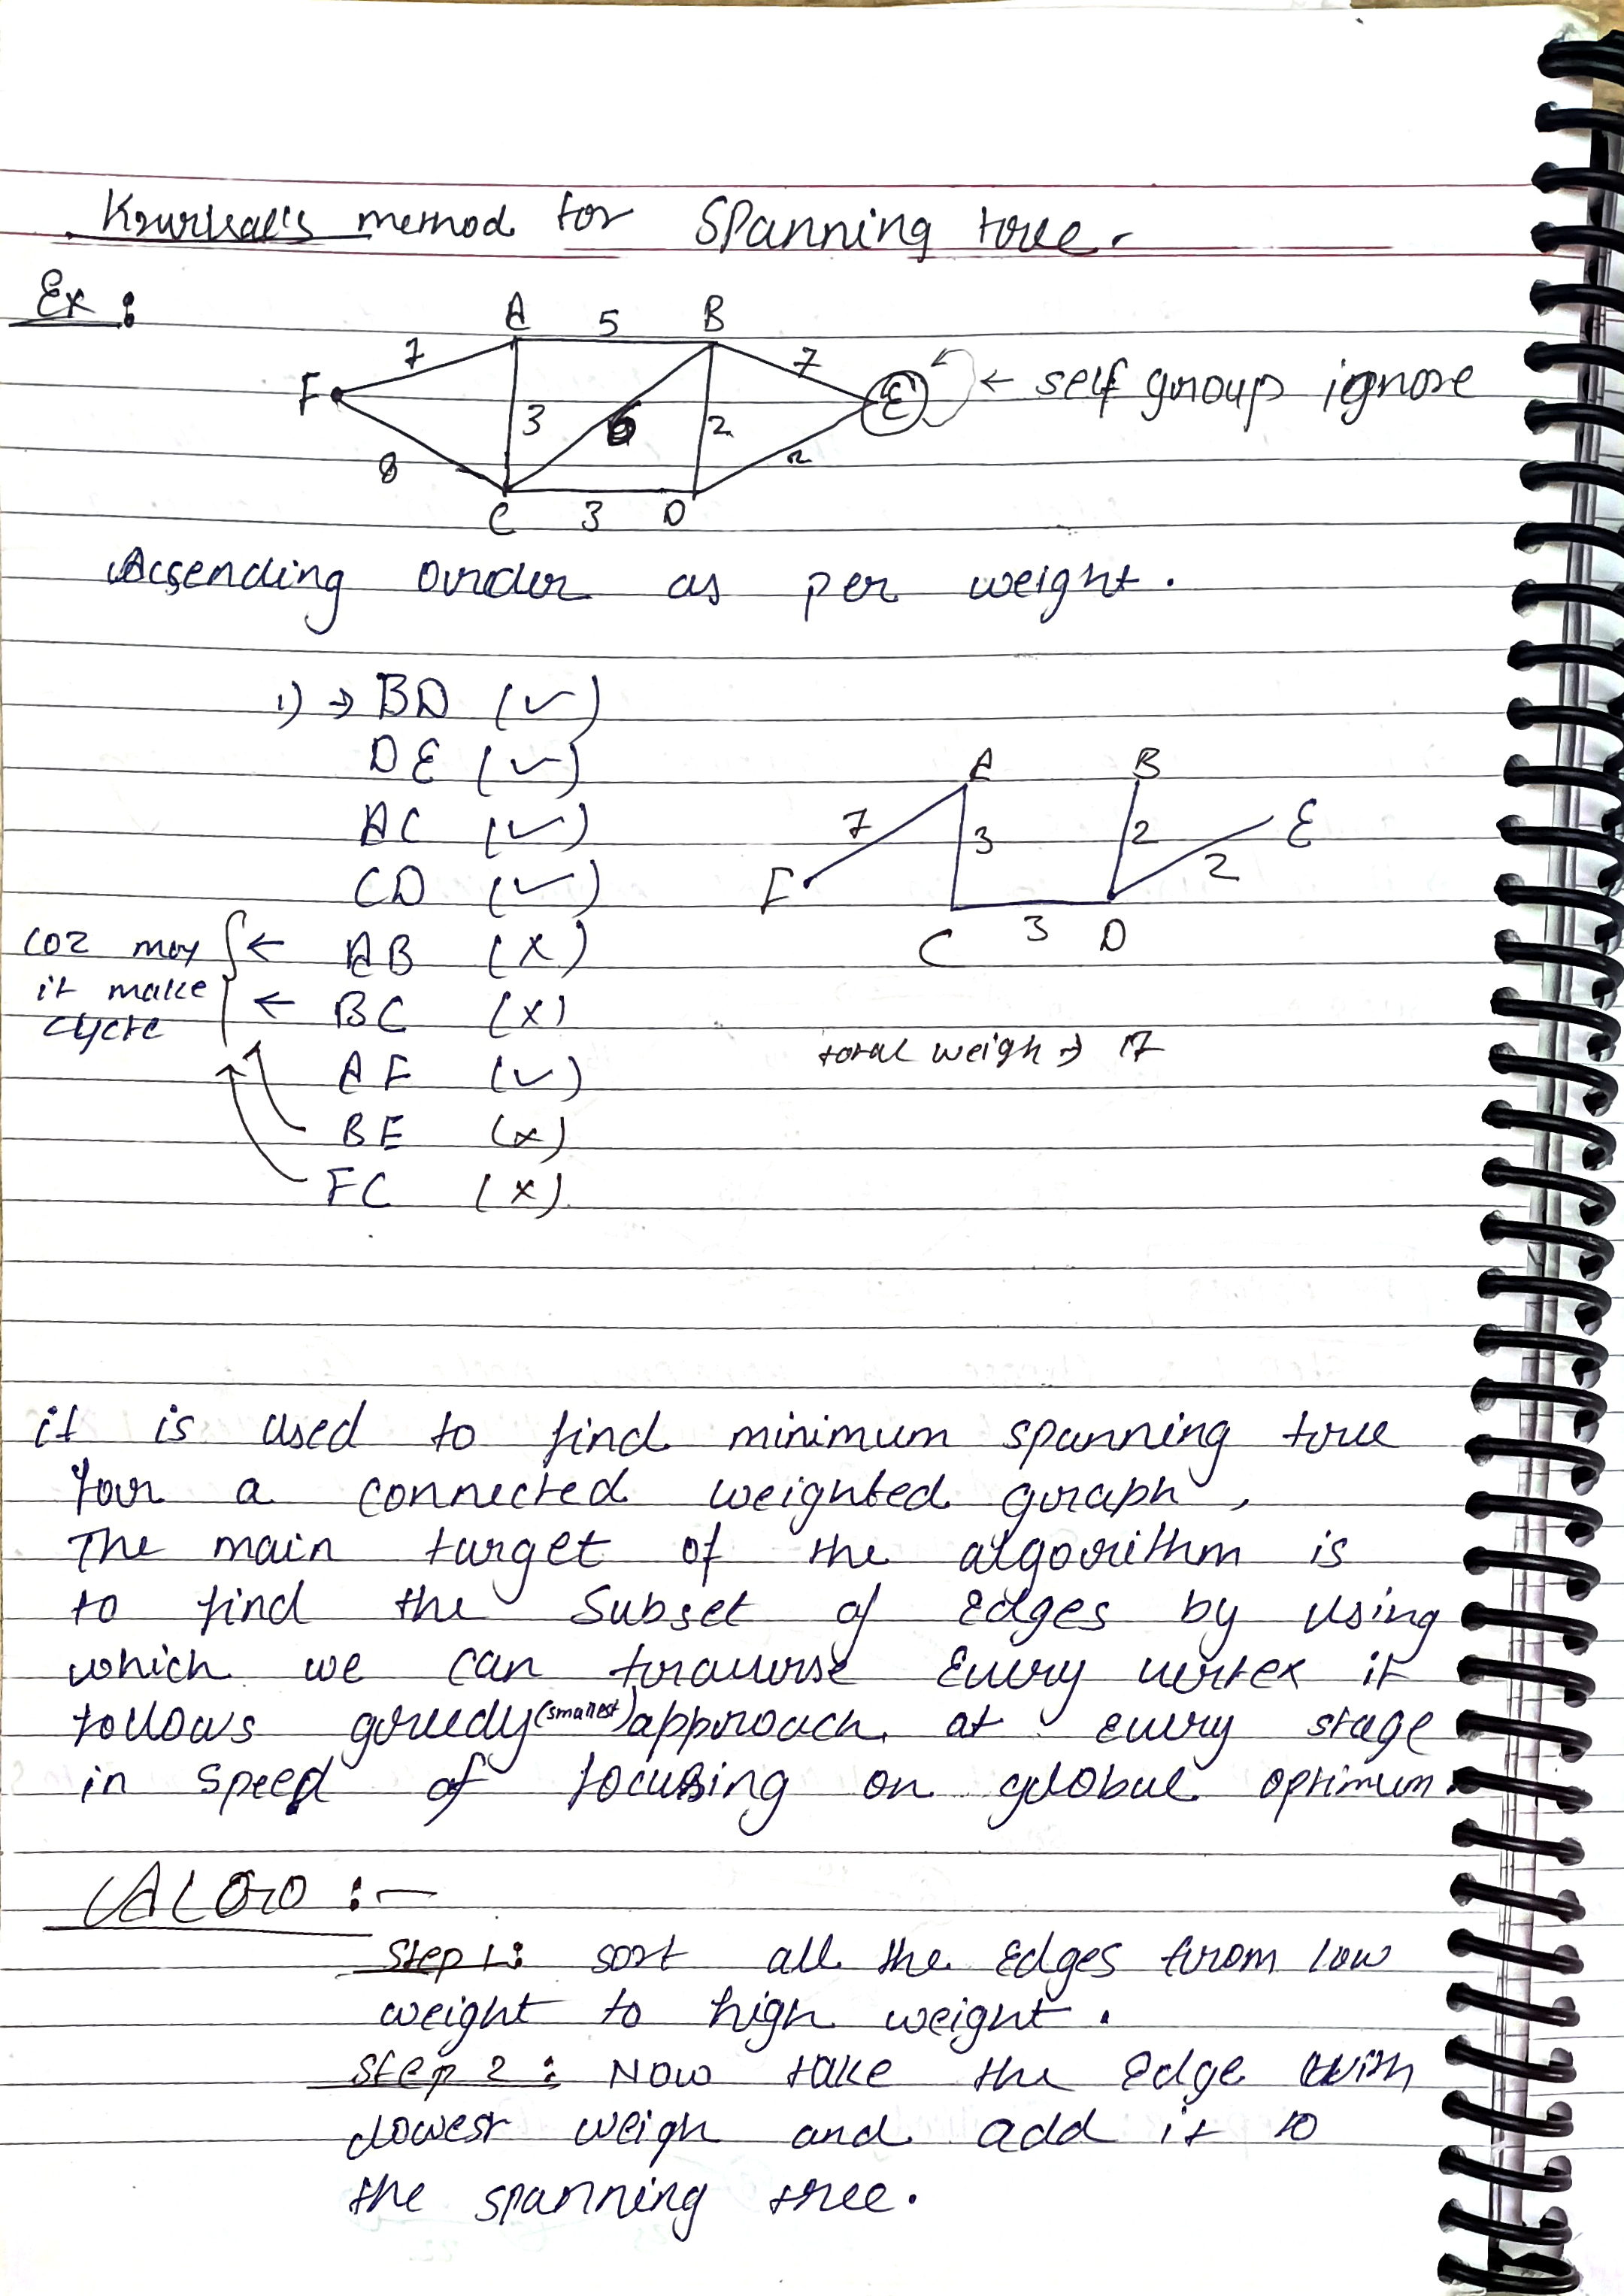 Kruskal's method for Spanning tree.
Ex :
A 5 B
7 7
F 3 6 2 E ← self group ignore
8 2
C 3 D
Acsending order as per weight.
1) → BD (✓)
DE (✓)
AC (✓)
CD (✓)
coz may ← AB (x)
it make ← BC (x)
cycle
AF (✓)
BE (x)
FC (x).
A B
7 3 2 E
F 2
C 3 D
total weigh → 17
it is used to find minimum spanning tree
for a connected weighted graph,
The main target of the algorithm is
to find the Subset of edges by using
which we can traverse Every vertex it
follows greedy (smallest) approach at every stage
in speed of focusing on global optimum.
ALGO :-
Step 1: sort all the Edges from low
weight to high weight.
Step 2 : Now take the Edge with
lowest weigh and add it to
the spanning tree.